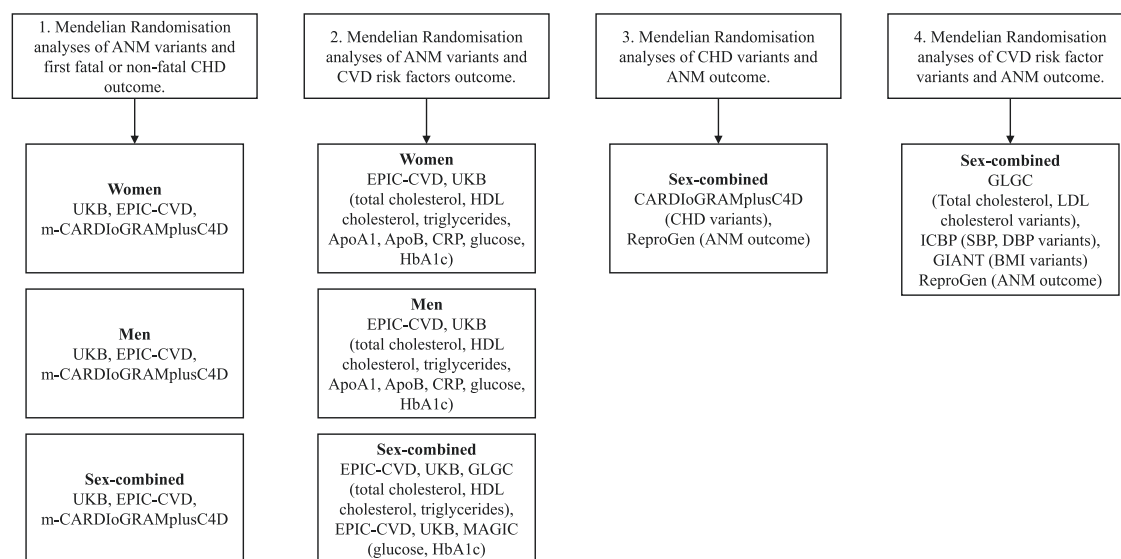 1. Mendelian Randomisation
analyses of ANM variants and
first fatal or non-fatal CHD
outcome.
Women
UKB, EPIC-CVD,
m-CARDIoGRAMplusC4D
Men
UKB, EPIC-CVD,
m-CARDIoGRAMplusC4D
Sex-combined
UKB, EPIC-CVD,
m-CARDIoGRAMplusC4D
2. Mendelian Randomisation
analyses of ANM variants and
CVD risk factors outcome.
Women
EPIC-CVD, UKB
(total cholesterol, HDL
cholesterol, triglycerides,
ApoA1, ApoB, CRP, glucose,
HbA1c)
Men
EPIC-CVD, UKB
(total cholesterol, HDL
cholesterol, triglycerides,
ApoA1, ApoB, CRP, glucose,
HbA1c)
Sex-combined
EPIC-CVD, UKB, GLGC
(total cholesterol, HDL
cholesterol, triglycerides),
EPIC-CVD, UKB, MAGIC
(glucose, HbA1c)
3. Mendelian Randomisation
analyses of CHD variants and
ANM outcome.
Sex-combined
CARDIoGRAMplusC4D
(CHD variants),
ReproGen (ANM outcome)
4. Mendelian Randomisation
analyses of CVD risk factor
variants and ANM outcome.
Sex-combined
GLGC
(Total cholesterol, LDL
cholesterol variants),
ICBP (SBP, DBP variants),
GIANT (BMI variants)
ReproGen (ANM outcome)